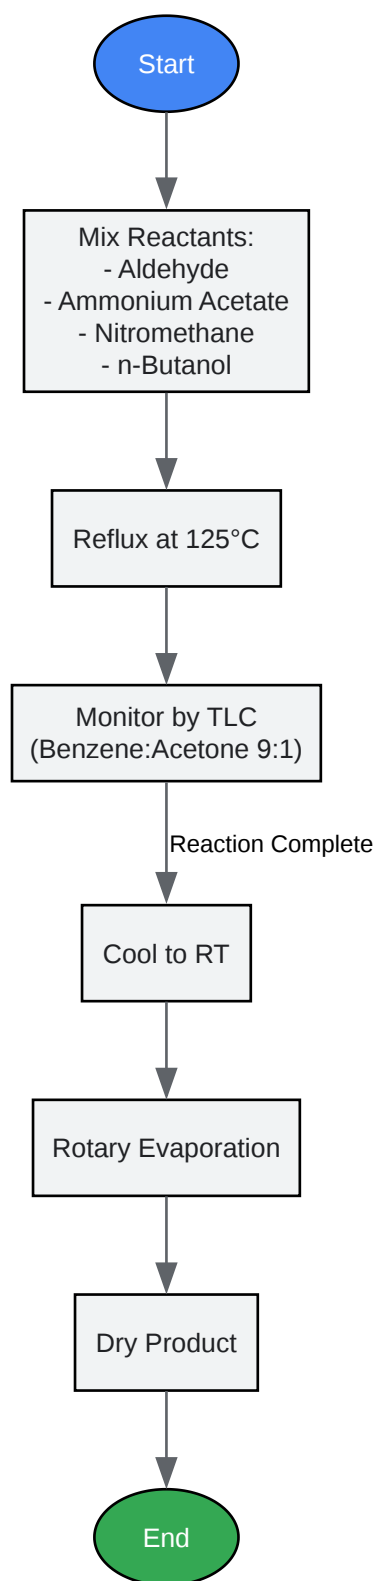 Start
Mix Reactants:
- Aldehyde
- Ammonium Acetate
- Nitromethane
- n-Butanol
Reflux at 125°C
Monitor by TLC
(Benzene:Acetone 9:1)
Reaction Complete
Cool to RT
Rotary Evaporation
Dry Product
End